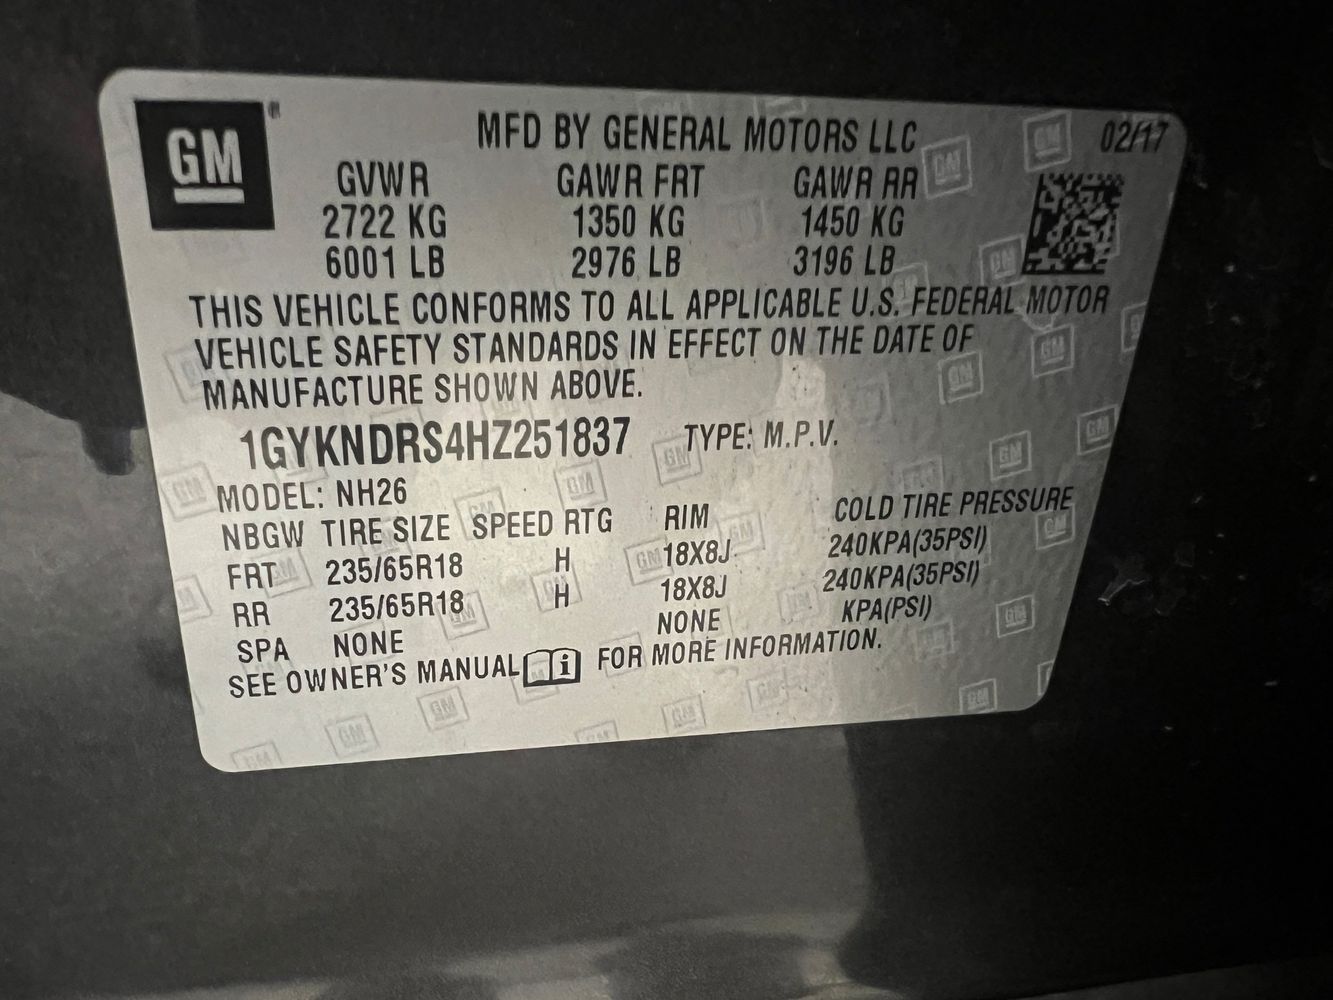 GM ®
MFD BY GENERAL MOTORS LLC 02/17
GVWR GAWR FRT GAWR RR
2722 KG 1350 KG 1450 KG
6001 LB 2976 LB 3196 LB
THIS VEHICLE CONFORMS TO ALL APPLICABLE U.S. FEDERAL MOTOR
VEHICLE SAFETY STANDARDS IN EFFECT ON THE DATE OF
MANUFACTURE SHOWN ABOVE.
1GYKNDRS4HZ251837 TYPE: M.P.V.
MODEL: NH26
NBGW TIRE SIZE SPEED RTG RIM COLD TIRE PRESSURE
FRT 235/65R18 H 18X8J 240KPA(35PSI)
RR 235/65R18 H 18X8J 240KPA(35PSI)
SPA NONE NONE KPA(PSI)
SEE OWNER'S MANUAL i FOR MORE INFORMATION.